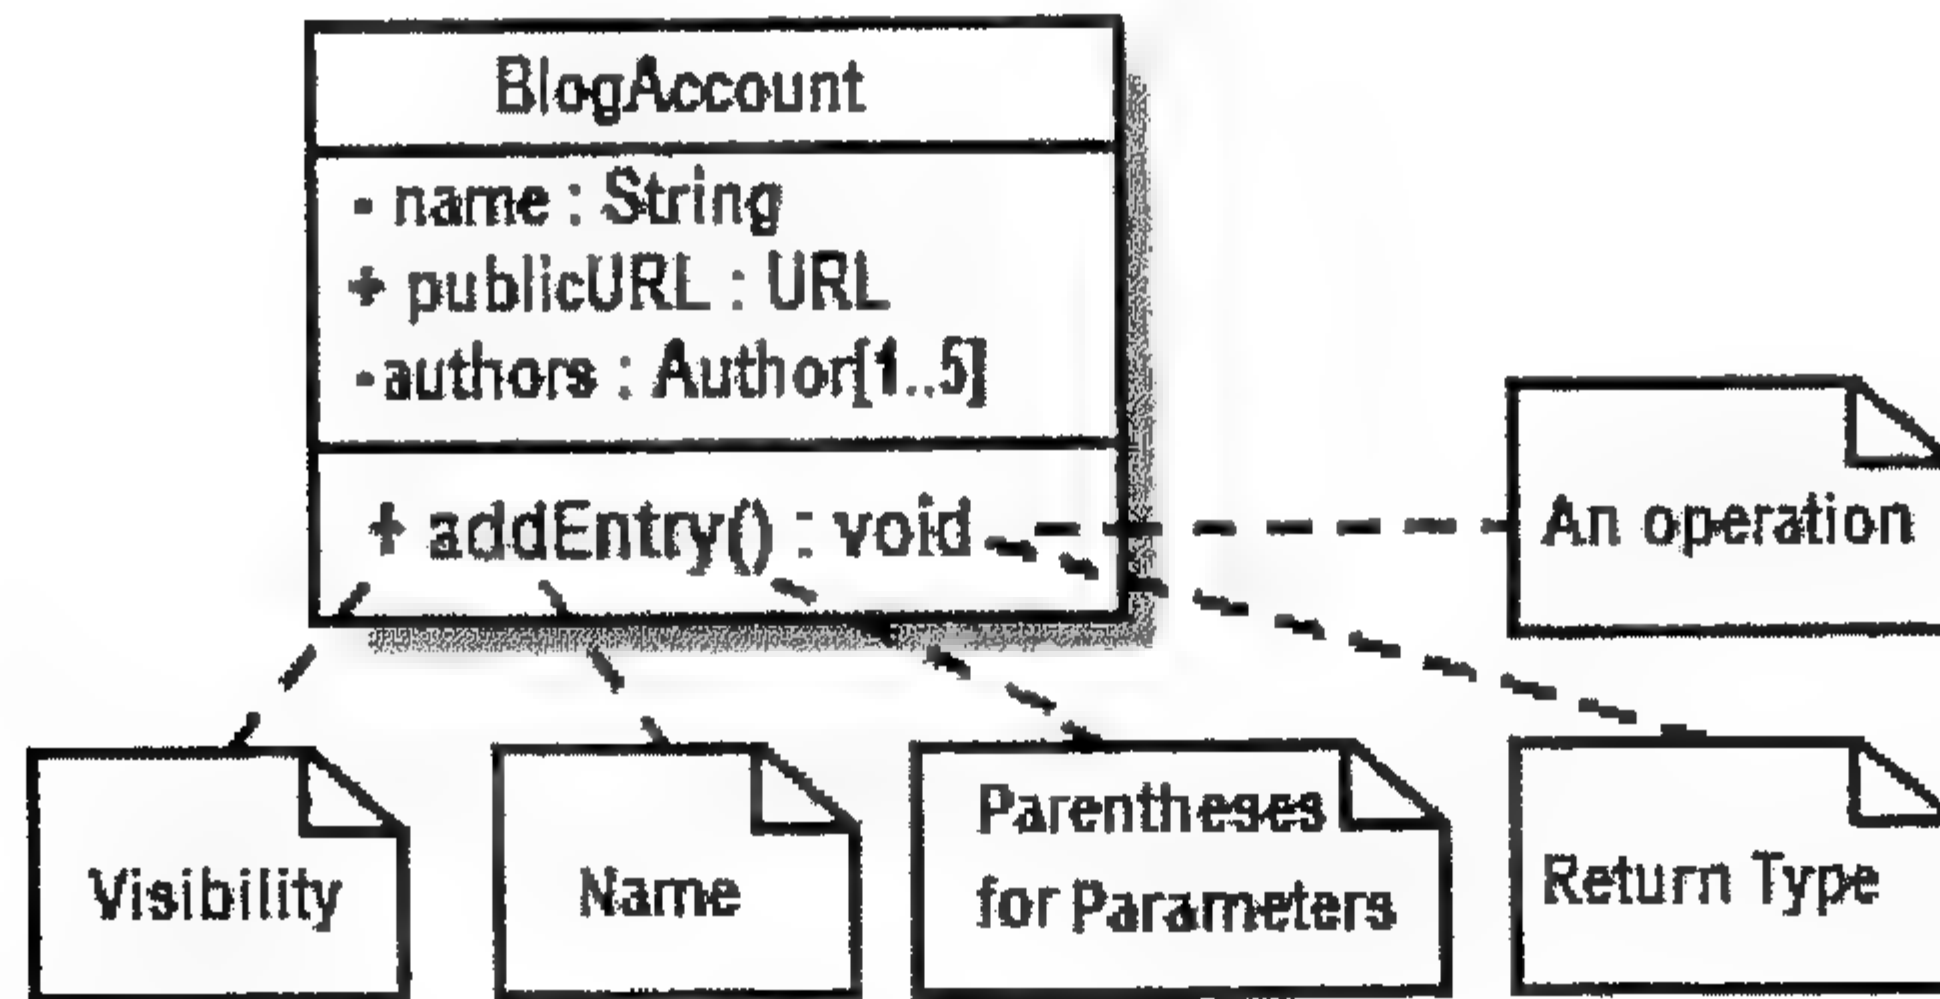 BlogAccount
- name : String
+ publicURL : URL
-authors : Author[1..5]
+ addEntry() : void
An operation
Visibility
Name
Parentheses
for Parameters
Return Type